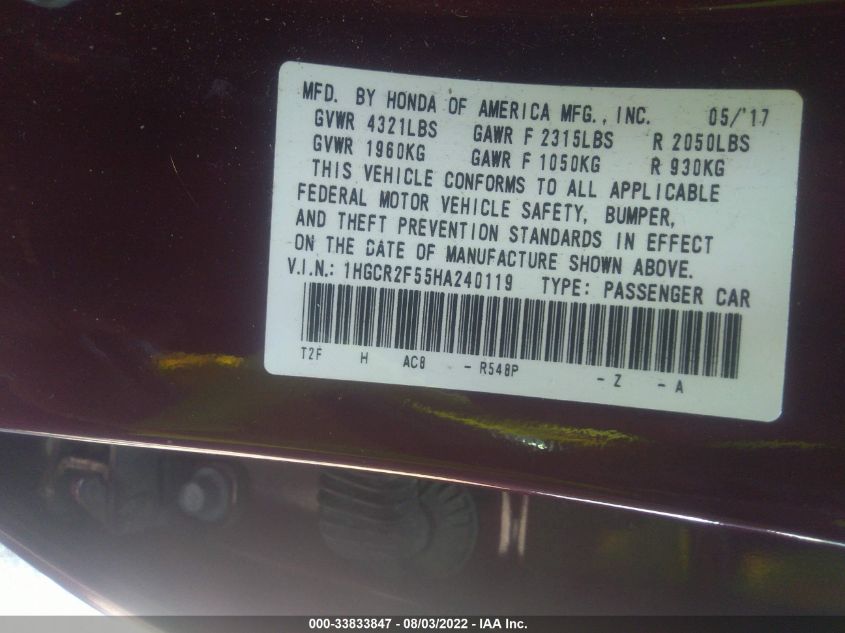 MFD. BY HONDA OF AMERICA MFG., INC. 05/'17
GVWR 4321LBS GAWR F 2315LBS R 2050LBS
GVWR 1960KG GAWR F 1050KG R 930KG
THIS VEHICLE CONFORMS TO ALL APPLICABLE
FEDERAL MOTOR VEHICLE SAFETY, BUMPER,
AND THEFT PREVENTION STANDARDS IN EFFECT
ON THE DATE OF MANUFACTURE SHOWN ABOVE.
V.I.N.: 1HGCR2F55HA240119 TYPE: PASSENGER CAR
T2F H AC8 - R548P - Z - A
000-33833847 - 08/03/2022 - IAA Inc.